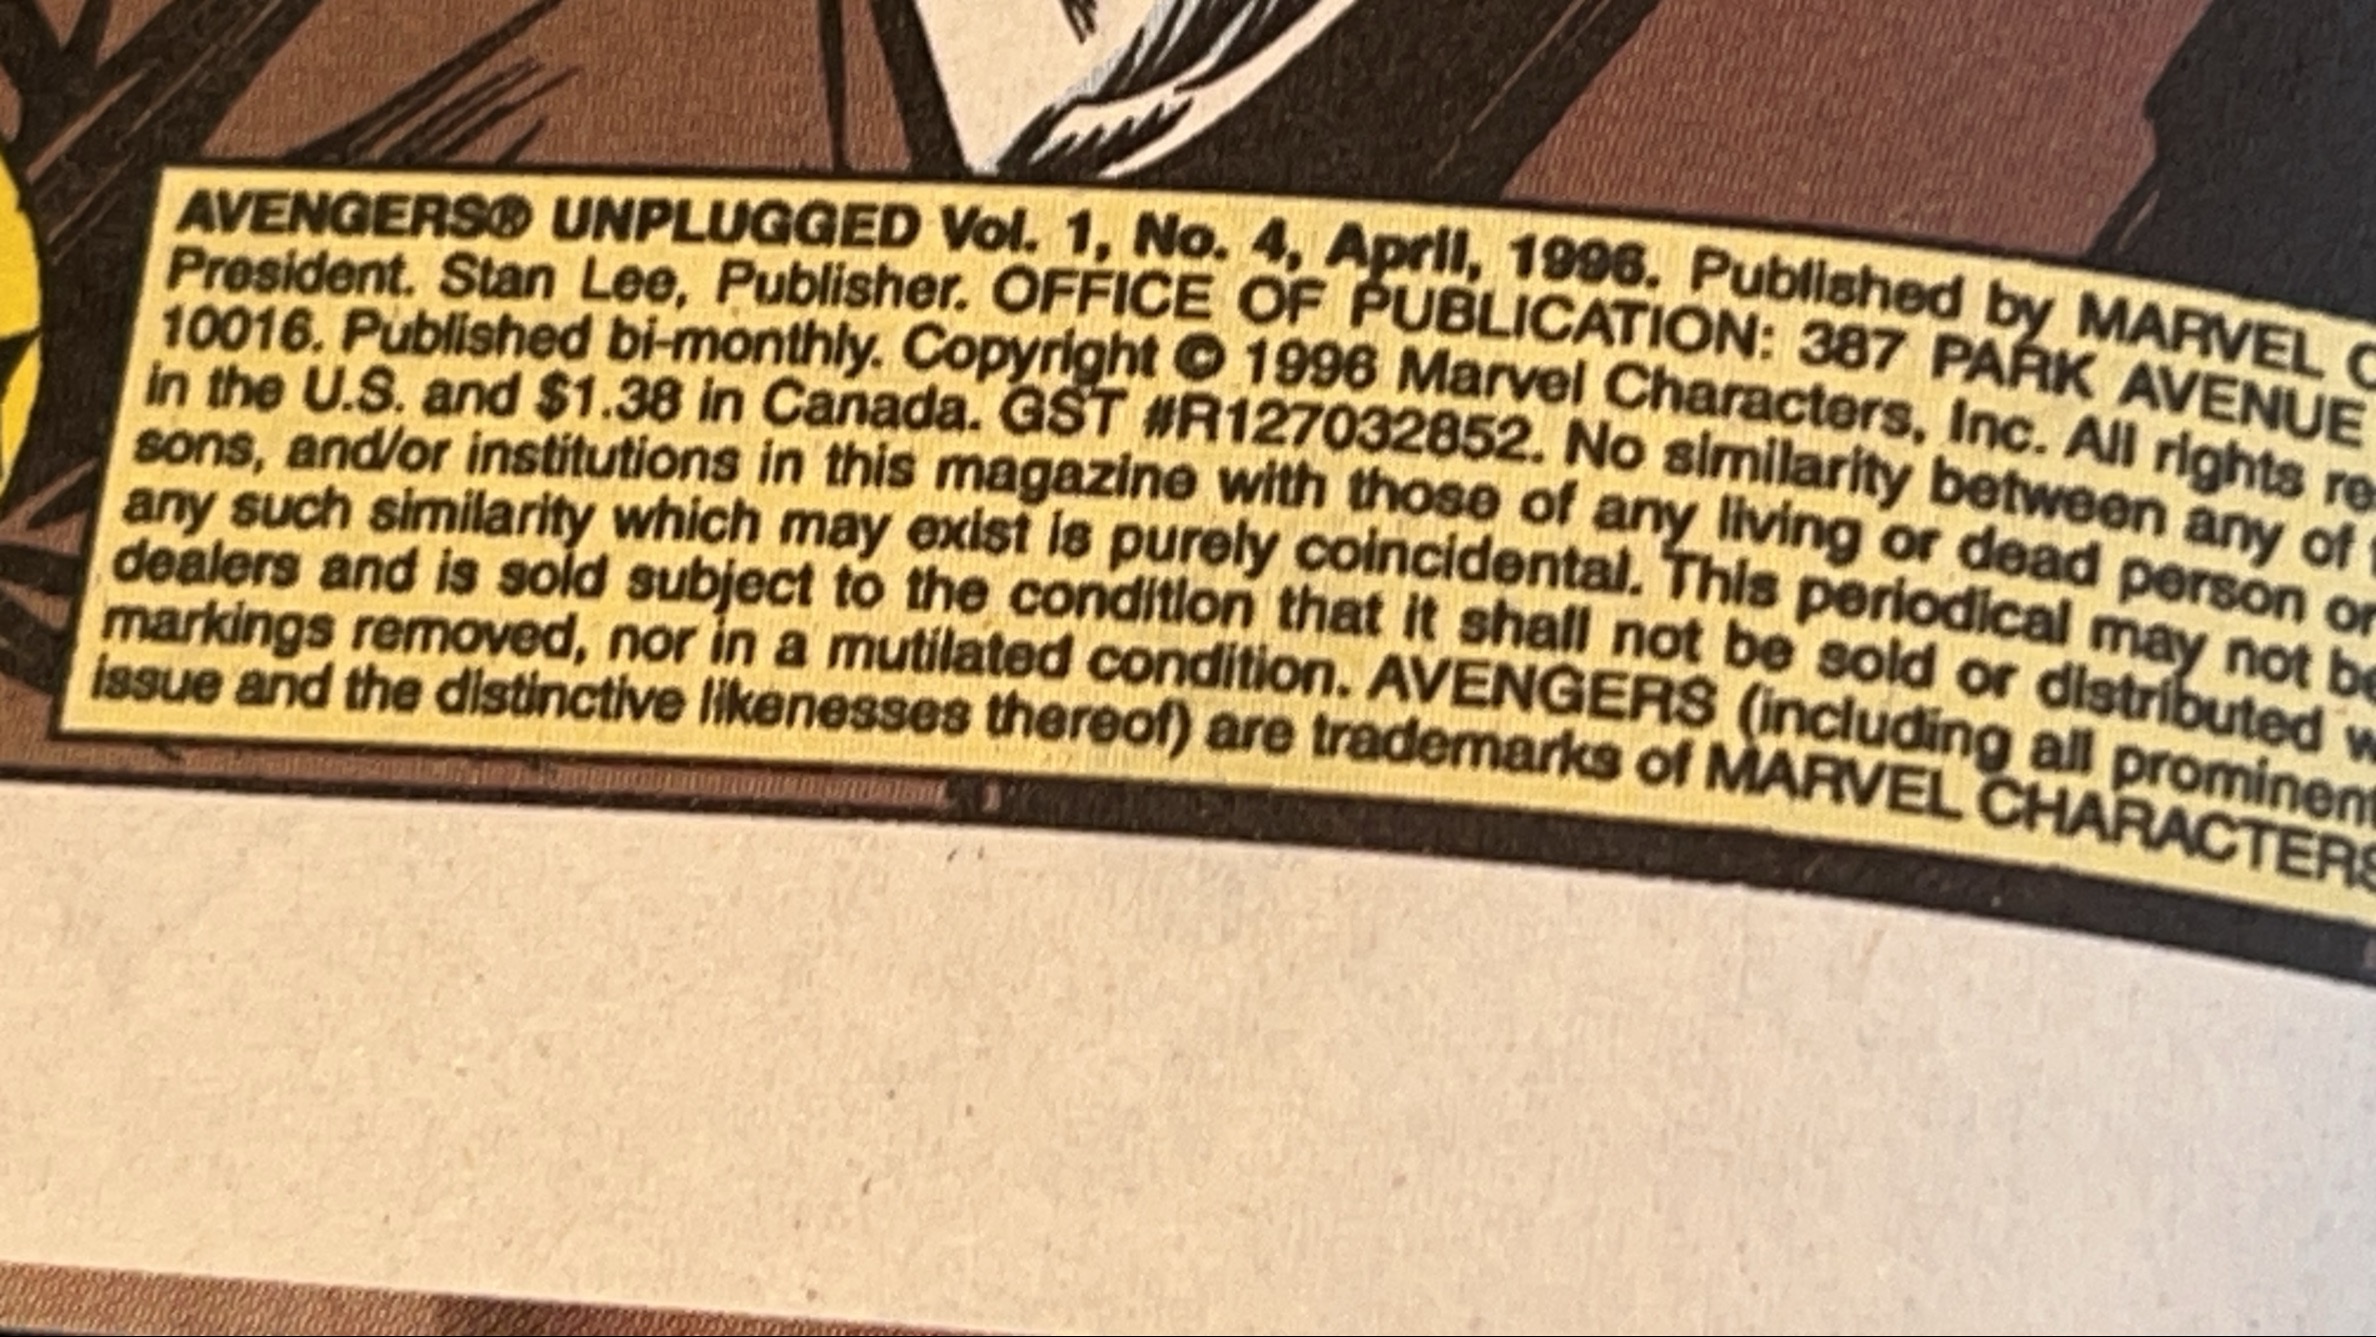 AVENGERS® UNPLUGGED Vol. 1, No. 4, April, 1996. Published by MARVEL C
President. Stan Lee, Publisher. OFFICE OF PUBLICATION: 387 PARK AVENUE
10016. Published bi-monthly. Copyright © 1996 Marvel Characters, Inc. All rights re
in the U.S. and $1.38 in Canada. GST #R127032852. No similarity between any of
sons, and/or institutions in this magazine with those of any living or dead person or
any such similarity which may exist is purely coincidental. This periodical may not be
dealers and is sold subject to the condition that it shall not be sold or distributed w
markings removed, nor in a mutilated condition. AVENGERS (including all prominent
issue and the distinctive likenesses thereof) are trademarks of MARVEL CHARACTERS